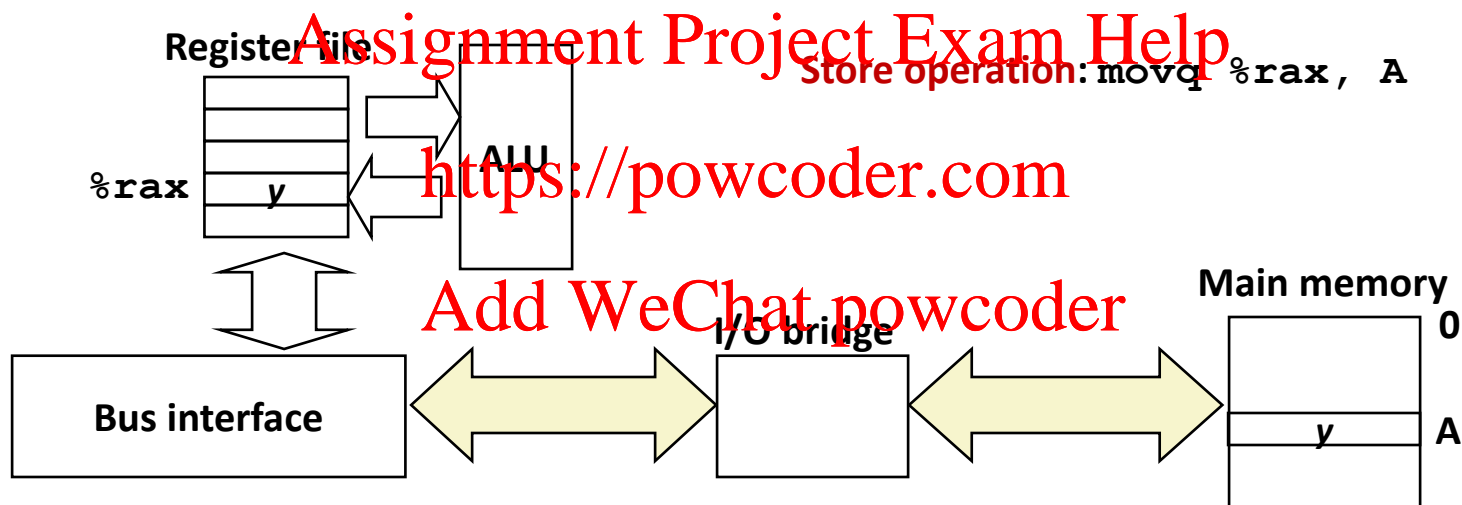 Assignment Project Exam Help
Register file
Store operation: movq %rax, A
ALU
https://powcoder.com
%rax
y
Main memory
Add WeChat powcoder
I/O bridge
0
Bus interface
y
A